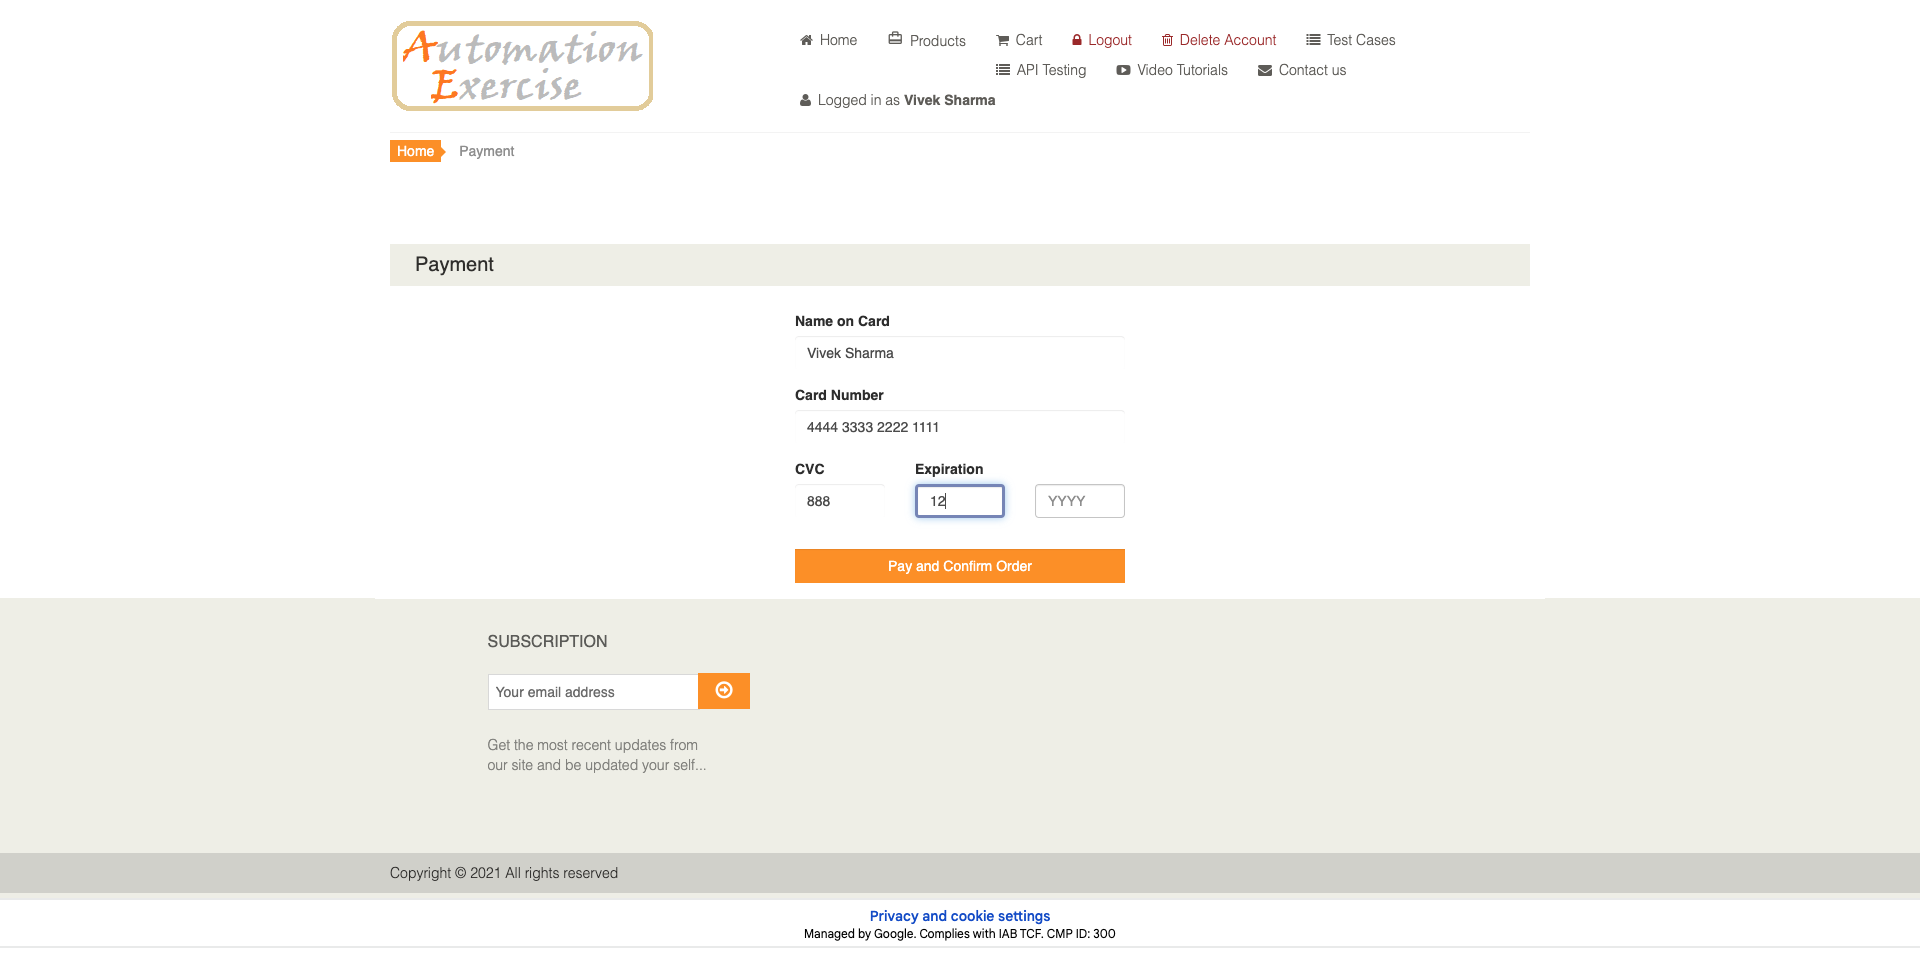 Automation
Exercise
Home Products Cart Logout Delete Account Test Cases
API Testing Video Tutorials Contact us
Logged in as Vivek Sharma
Home Payment
Payment
Name on Card
Vivek Sharma
Card Number
4444 3333 2222 1111
CVC Expiration
888 12 YYYY
Pay and Confirm Order
SUBSCRIPTION
Your email address
Get the most recent updates from
our site and be updated your self...
Copyright © 2021 All rights reserved
Privacy and cookie settings
Managed by Google. Complies with IAB TCF. CMP ID: 300